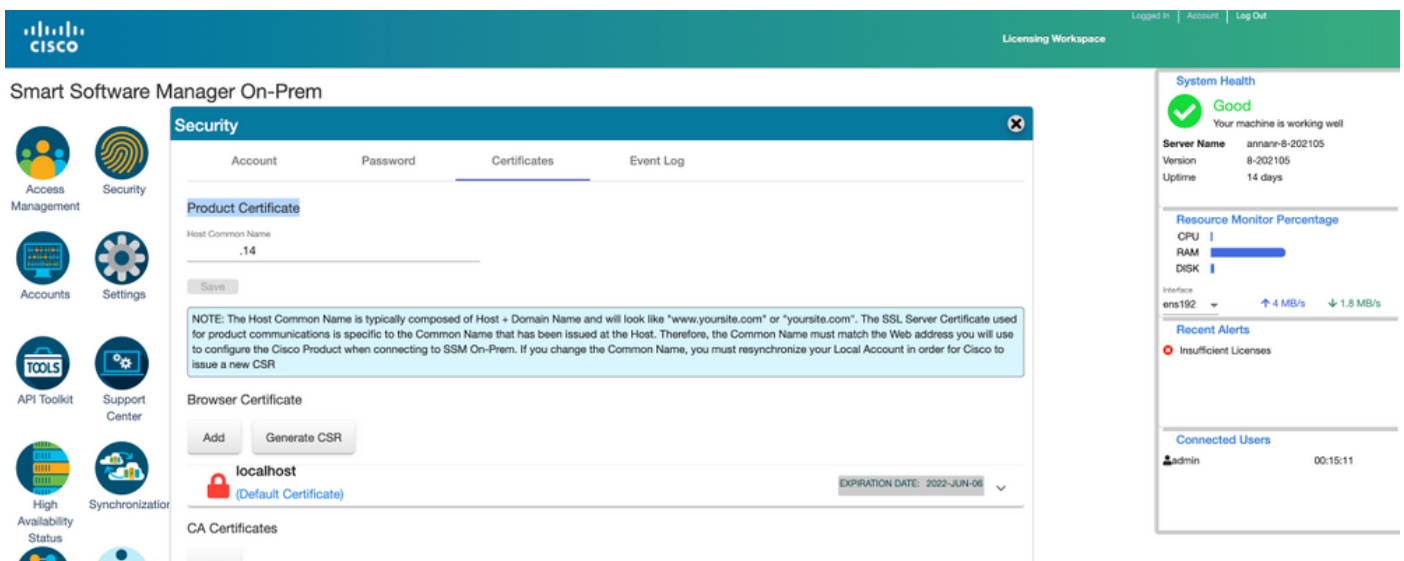 Logged In | Account | Log Out
CISCO
Licensing Workspace
Smart Software Manager On-Prem
Access
Management
Security
Accounts
Settings
TOOLS
API Toolkit
Support
Center
High
Availability
Status
Synchronization
Security
Account Password Certificates Event Log
Product Certificate
Host Common Name
.14
Save
NOTE: The Host Common Name is typically composed of Host + Domain Name and will look like "www.yoursite.com" or "yoursite.com". The SSL Server Certificate used
for product communications is specific to the Common Name that has been issued at the Host. Therefore, the Common Name must match the Web address you will use
to configure the Cisco Product when connecting to SSM On-Prem. If you change the Common Name, you must resynchronize your Local Account in order for Cisco to
issue a new CSR
Browser Certificate
Add Generate CSR
localhost
(Default Certificate)
EXPIRATION DATE: 2022-JUN-06
CA Certificates
System Health
Good
Your machine is working well
Server Name annanr-8-202105
Version 8-202105
Uptime 14 days
Resource Monitor Percentage
CPU
RAM
DISK
Interface
ens192 4 MB/s 1.8 MB/s
Recent Alerts
Insufficient Licenses
Connected Users
admin 00:15:11